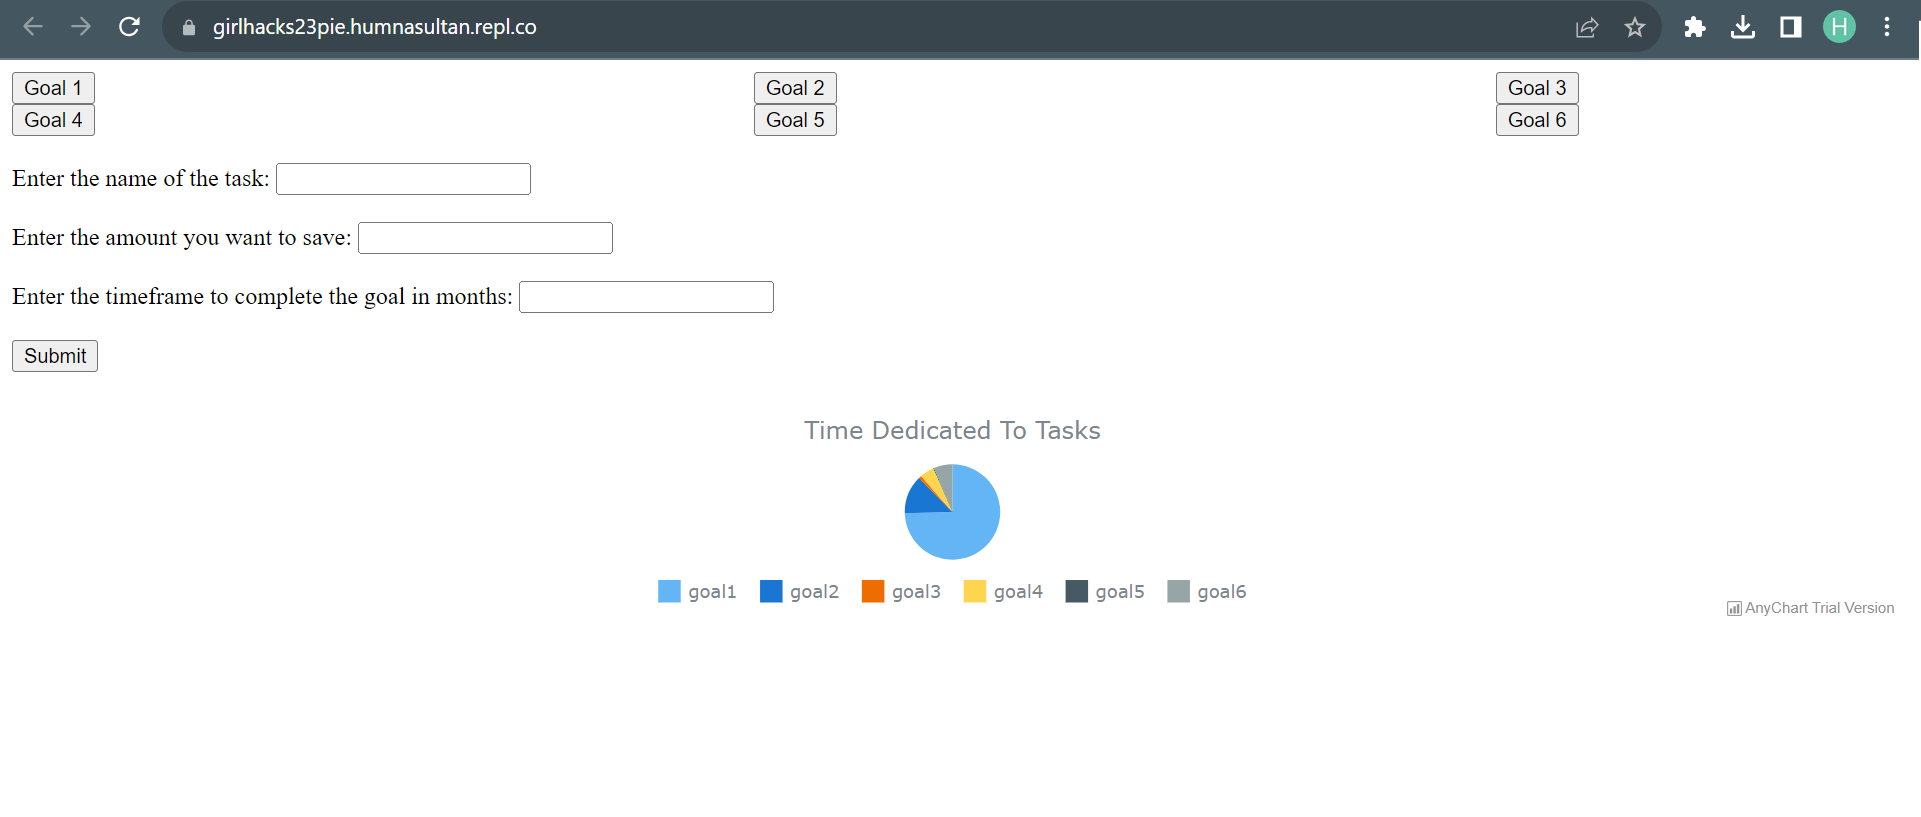 girlhacks23pie.humnasultan.repl.co
H
Goal 1 Goal 2 Goal 3
Goal 4 Goal 5 Goal 6
Enter the name of the task:
Enter the amount you want to save:
Enter the timeframe to complete the goal in months:
Submit
Time Dedicated To Tasks
goal1 goal2 goal3 goal4 goal5 goal6
AnyChart Trial Version